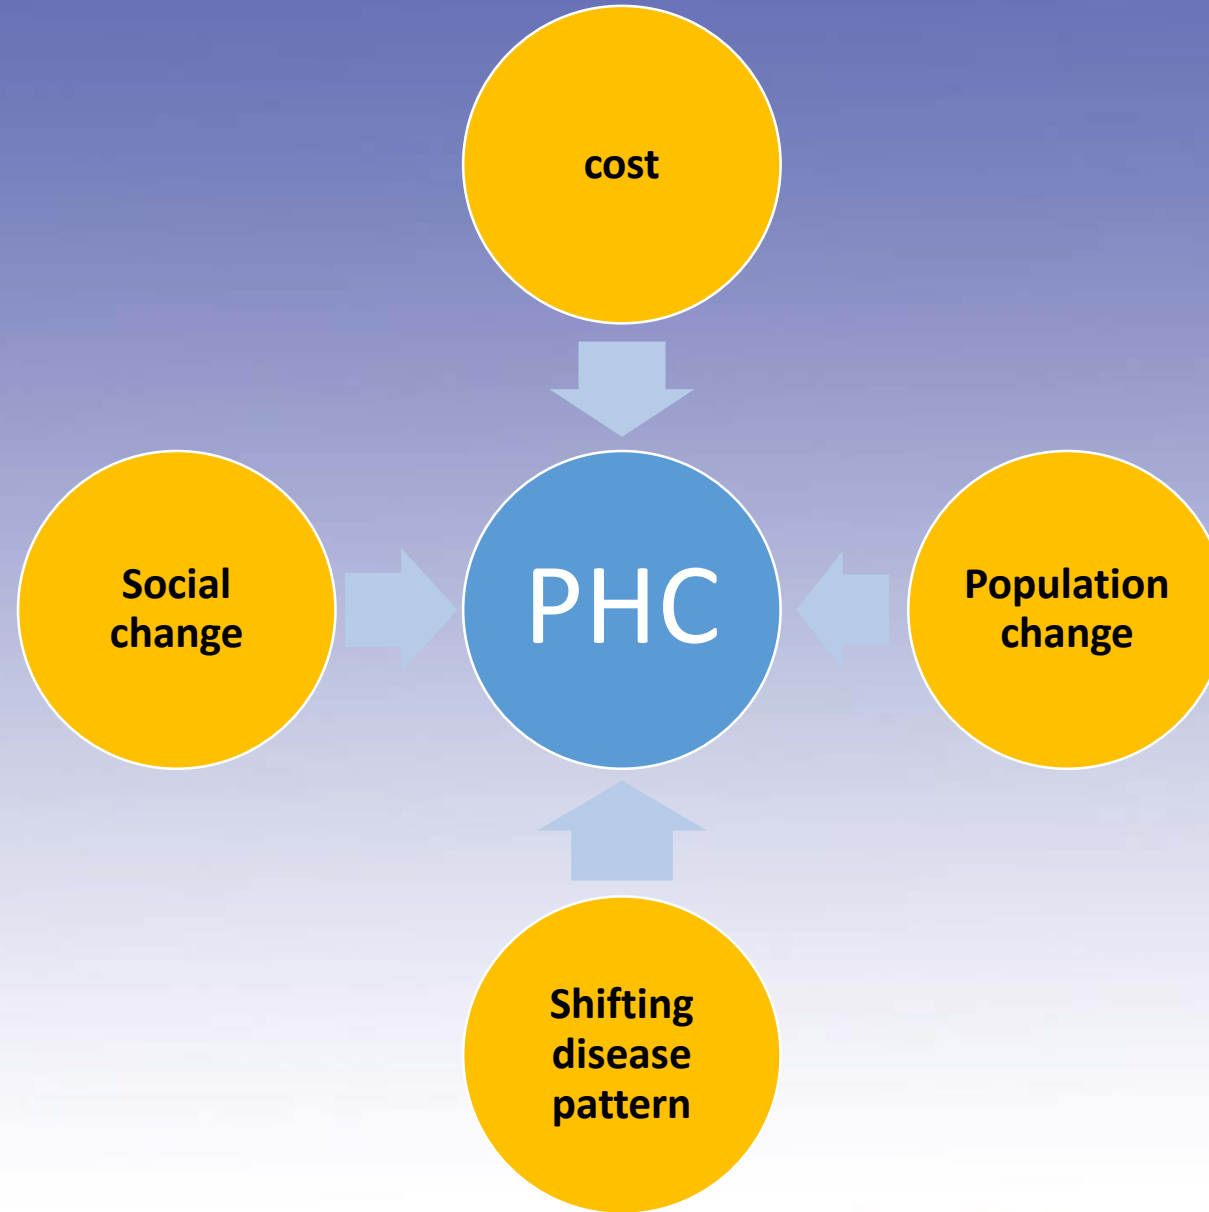 cost
Social
change
PHC
Population
change
Shifting
disease
pattern